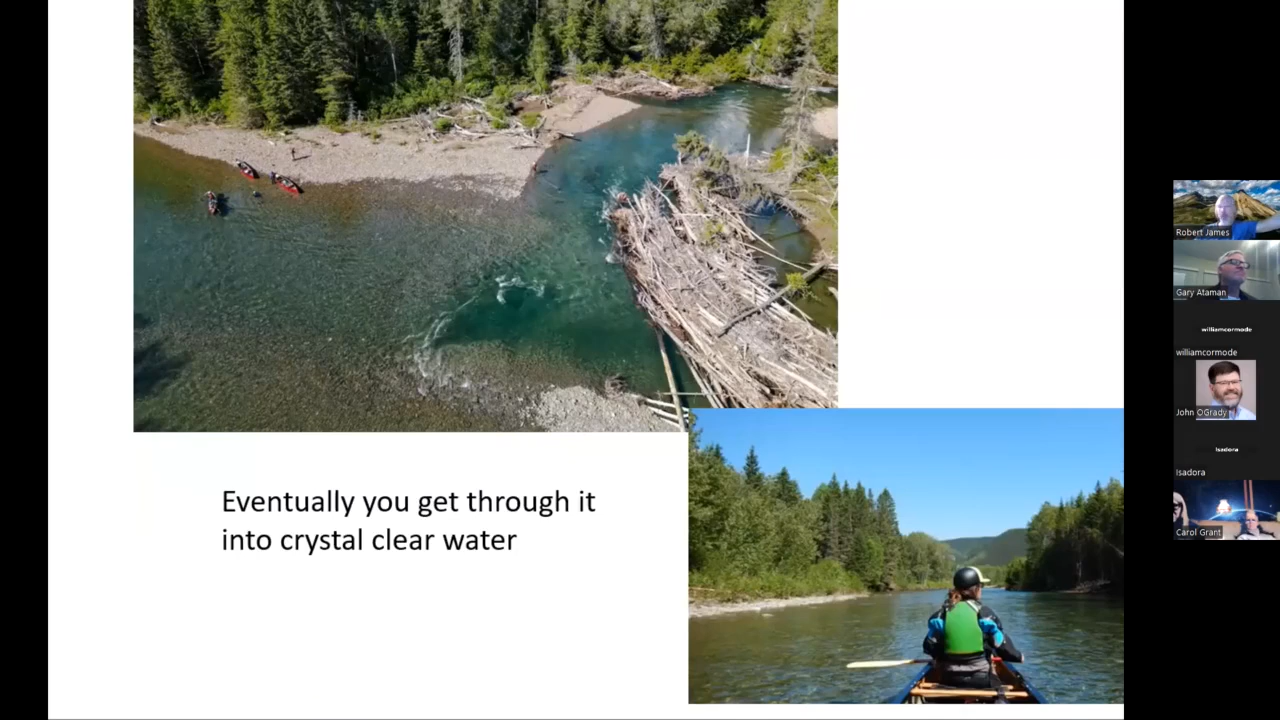 Eventually you get through it
into crystal clear water
Robert James
Gary Ataman
williamcormode
williamcormode
John OGrady
Isadora
Isadora
Carol Grant